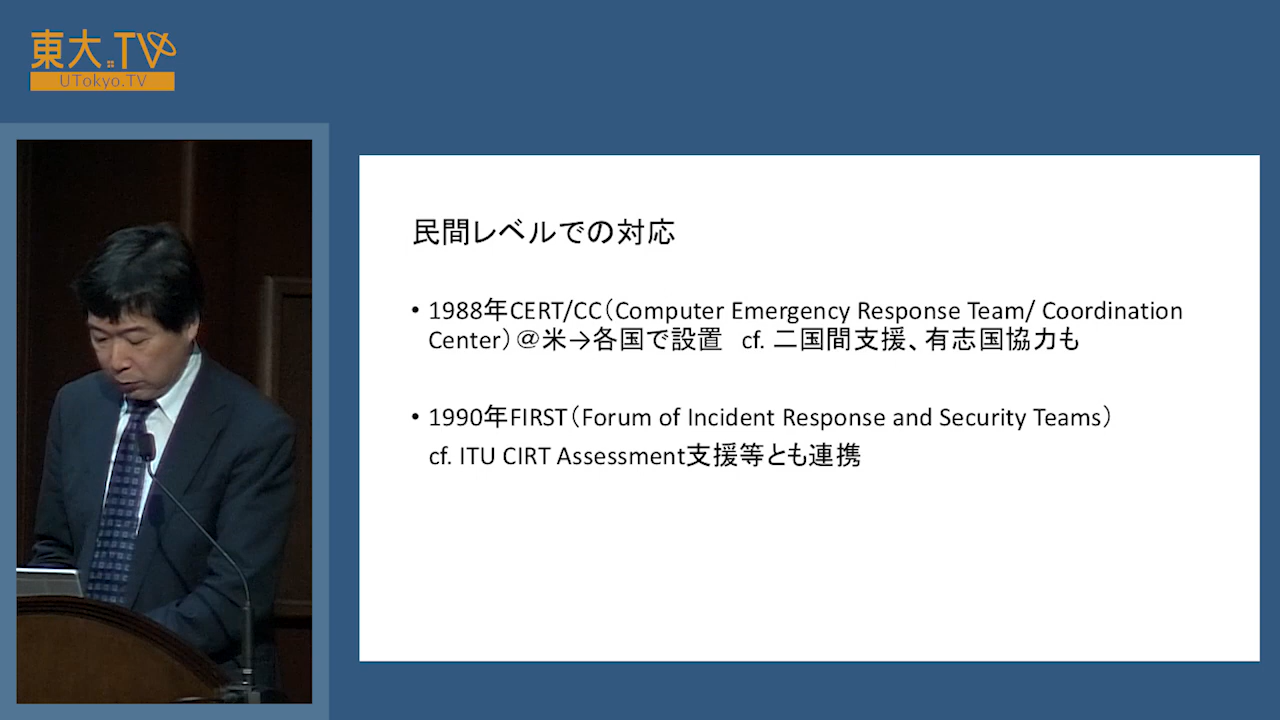 東大.TV
UTokyo.TV
民間レベルでの対応
• 1988年CERT/CC（Computer Emergency Response Team/ Coordination
Center）＠米→各国で設置　cf. 二国間支援、有志国協力も
• 1990年FIRST（Forum of Incident Response and Security Teams）
cf. ITU CIRT Assessment支援等とも連携